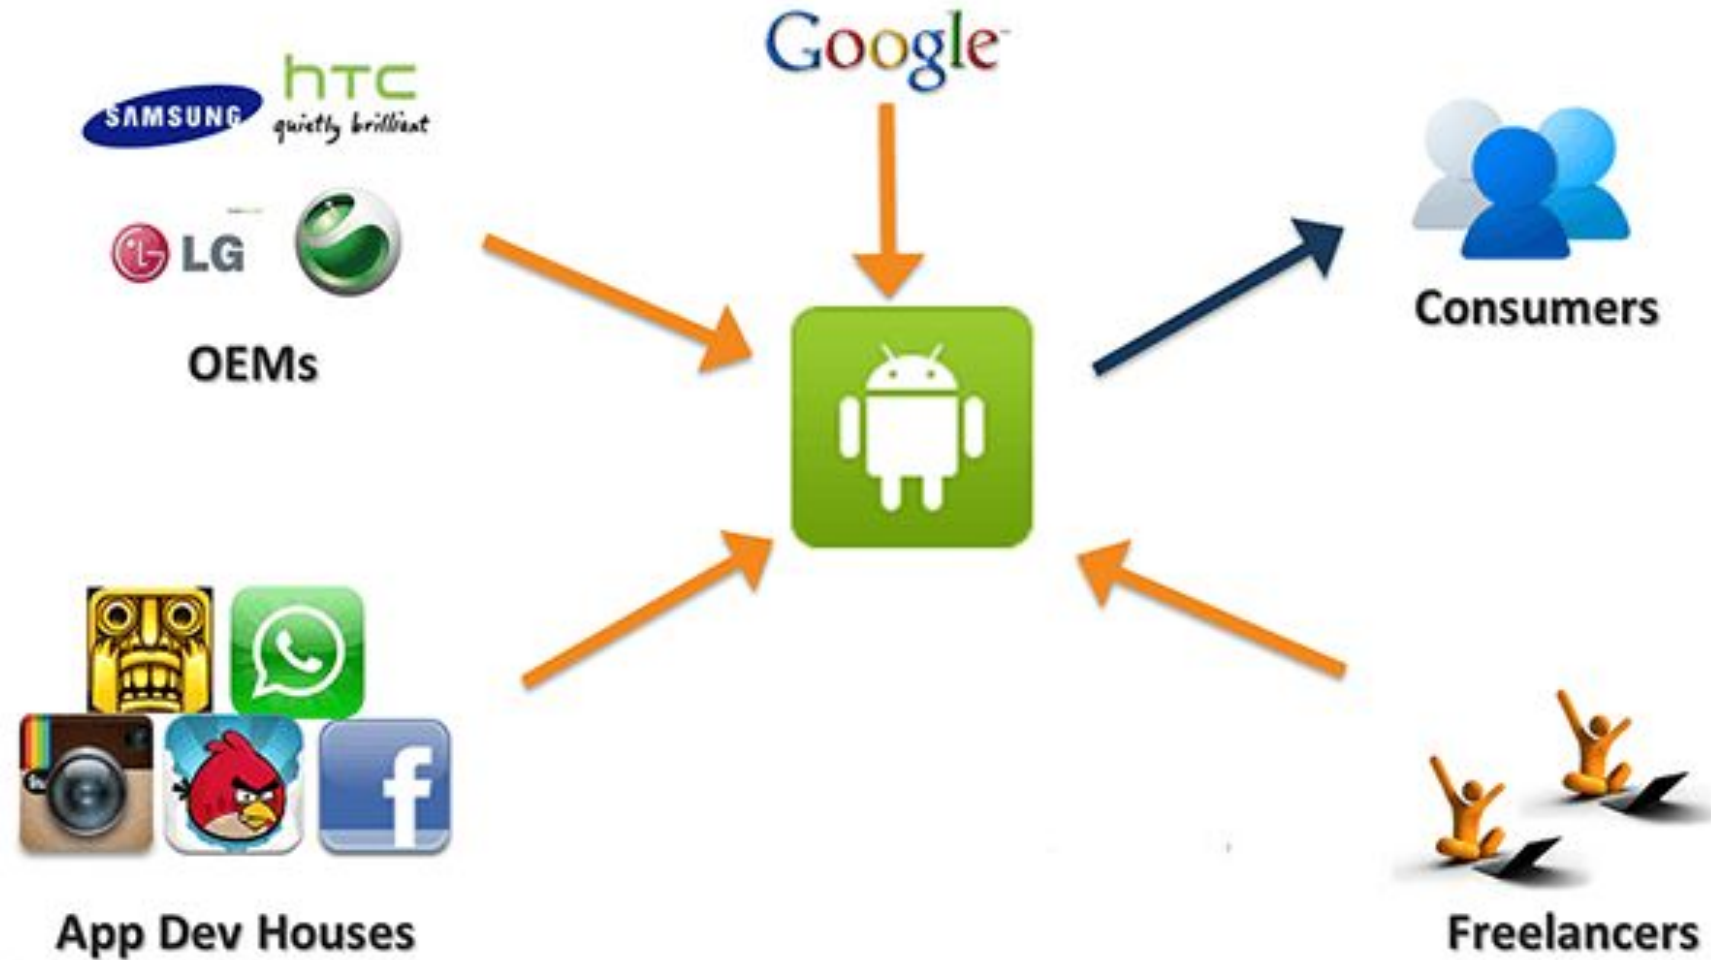 Google
SAMSUNG
hTC
quietly brilliant
LG
OEMs
Consumers
App Dev Houses
Freelancers